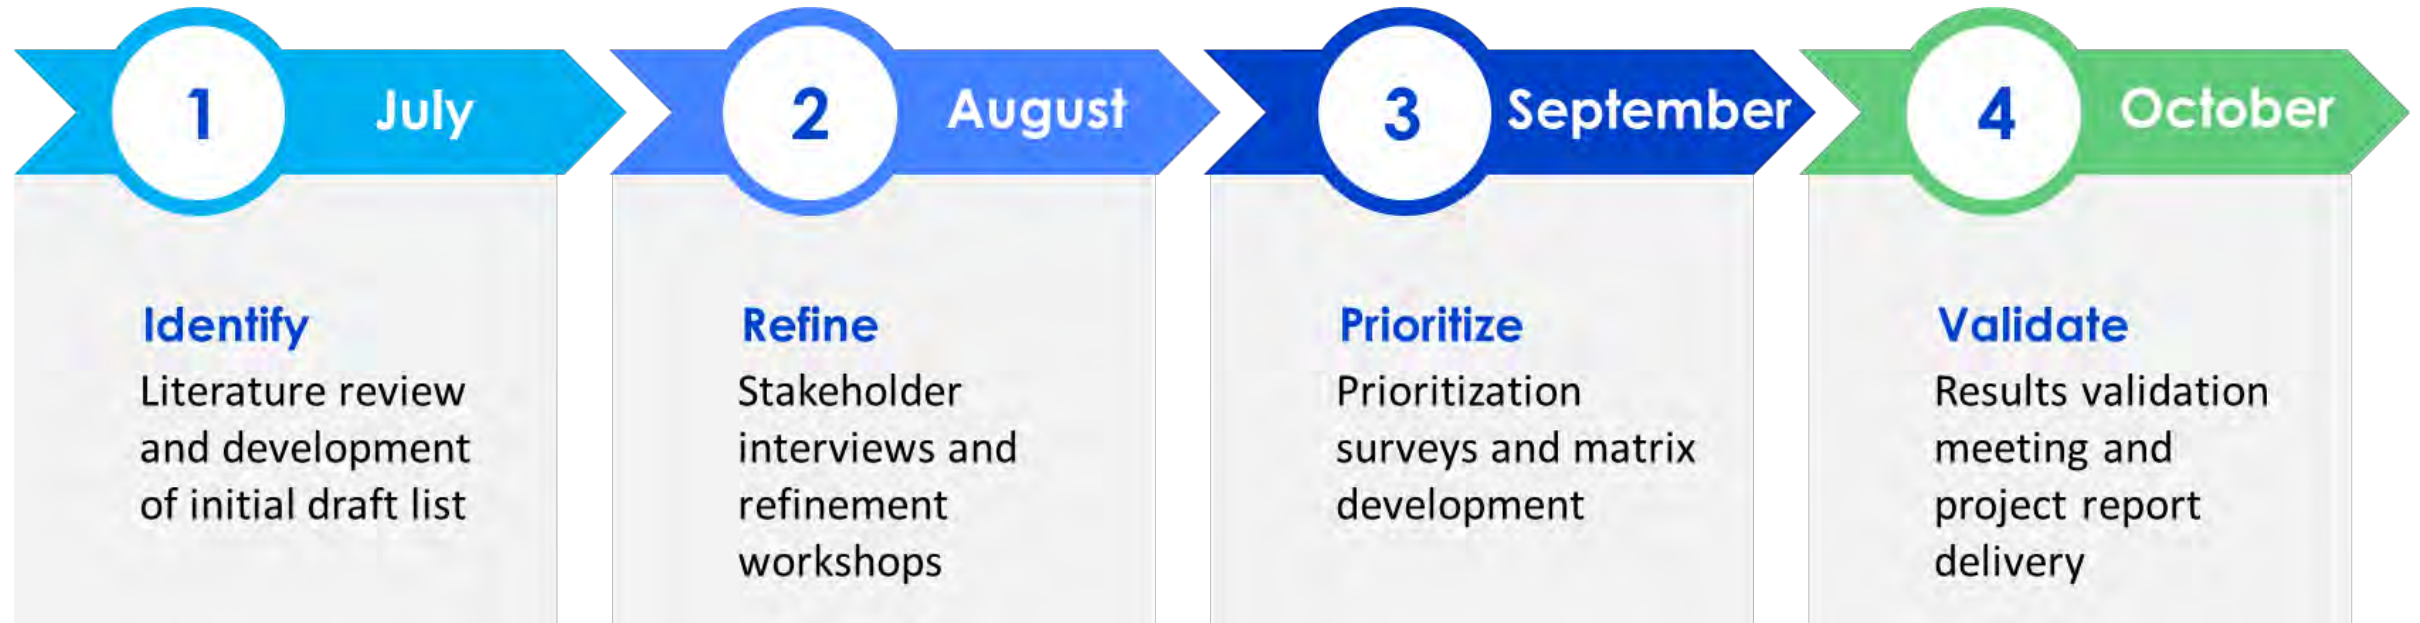 1
July
Identify
Literature review
and development
of initial draft list
2
August
Refine
Stakeholder
interviews and
refinement
workshops
3
September
Prioritize
Prioritization
surveys and matrix
development
4
October
Validate
Results validation
meeting and
project report
delivery